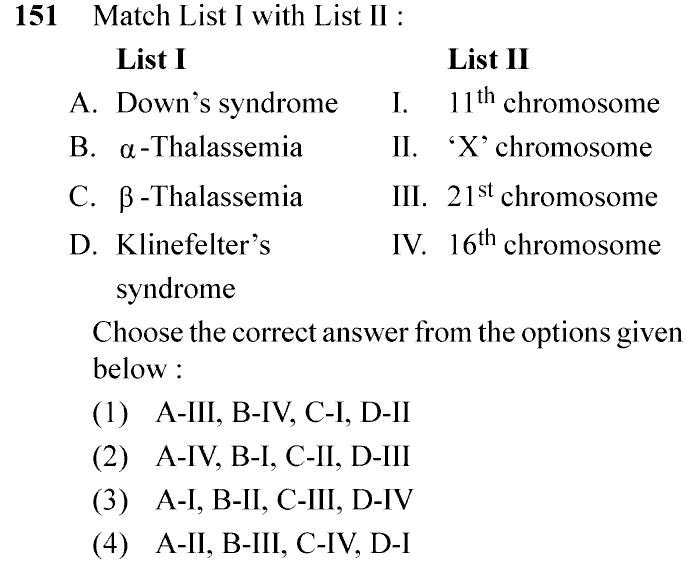 151 Match List I with List II :
List I List II
A. Down’s syndrome I. 11th chromosome
B. α-Thalassemia II. ‘X’ chromosome
C. β-Thalassemia III. 21st chromosome
D. Klinefelter’s IV. 16th chromosome
syndrome
Choose the correct answer from the options given
below :
(1) A-III, B-IV, C-I, D-II
(2) A-IV, B-I, C-II, D-III
(3) A-I, B-II, C-III, D-IV
(4) A-II, B-III, C-IV, D-I